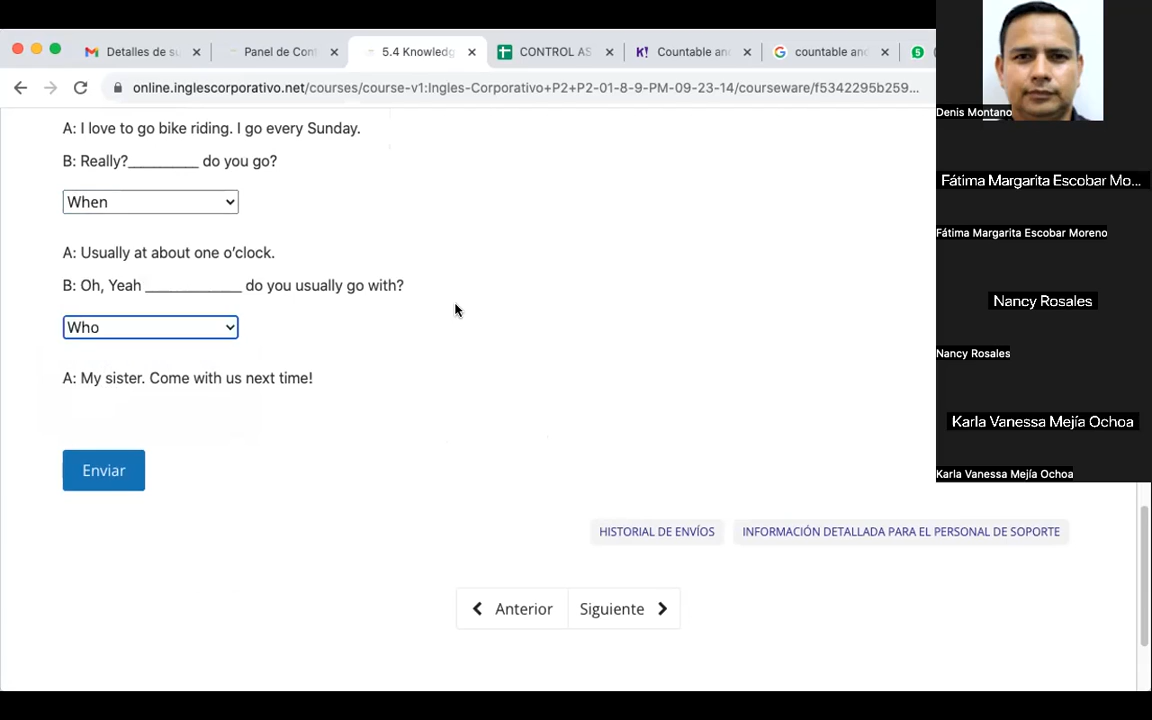 Detalles de su
Panel de Con
5.4 Knowledg
CONTROL AS
Countable and
countable and
online.inglescorporativo.net/courses/course-v1:Ingles-Corporativo+P2+P2-01-8-9-PM-09-23-14/courseware/f5342295b259...
A: I love to go bike riding. I go every Sunday.
B: Really?__________ do you go?
When
A: Usually at about one o’clock.
B: Oh, Yeah ____________ do you usually go with?
Who
A: My sister. Come with us next time!
Enviar
HISTORIAL DE ENVÍOS
INFORMACIÓN DETALLADA PARA EL PERSONAL DE SOPORTE
Anterior
Siguiente
Denis Montano
Fátima Margarita Escobar Mo...
Fátima Margarita Escobar Moreno
Nancy Rosales
Nancy Rosales
Karla Vanessa Mejía Ochoa
Karla Vanessa Mejía Ochoa